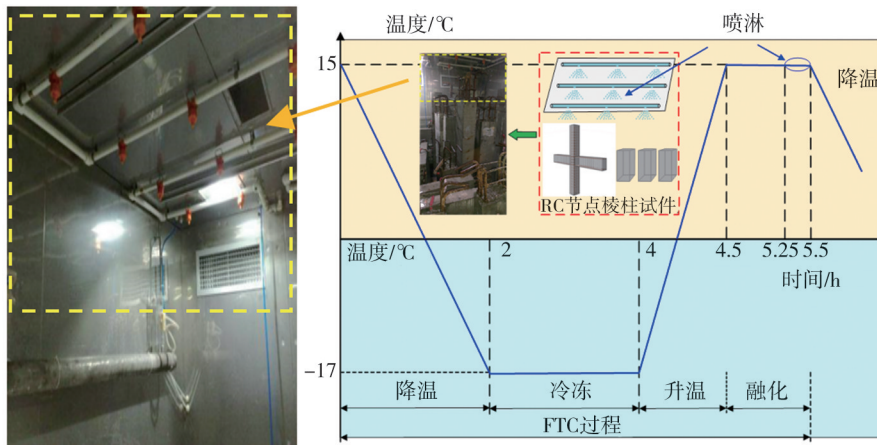 温度/℃
喷淋
15
降温
RC节点棱柱试件
温度/℃
2
4
4.5
5.25
5.5
时间/h
-17
降温
冷冻
升温
融化
FTC过程